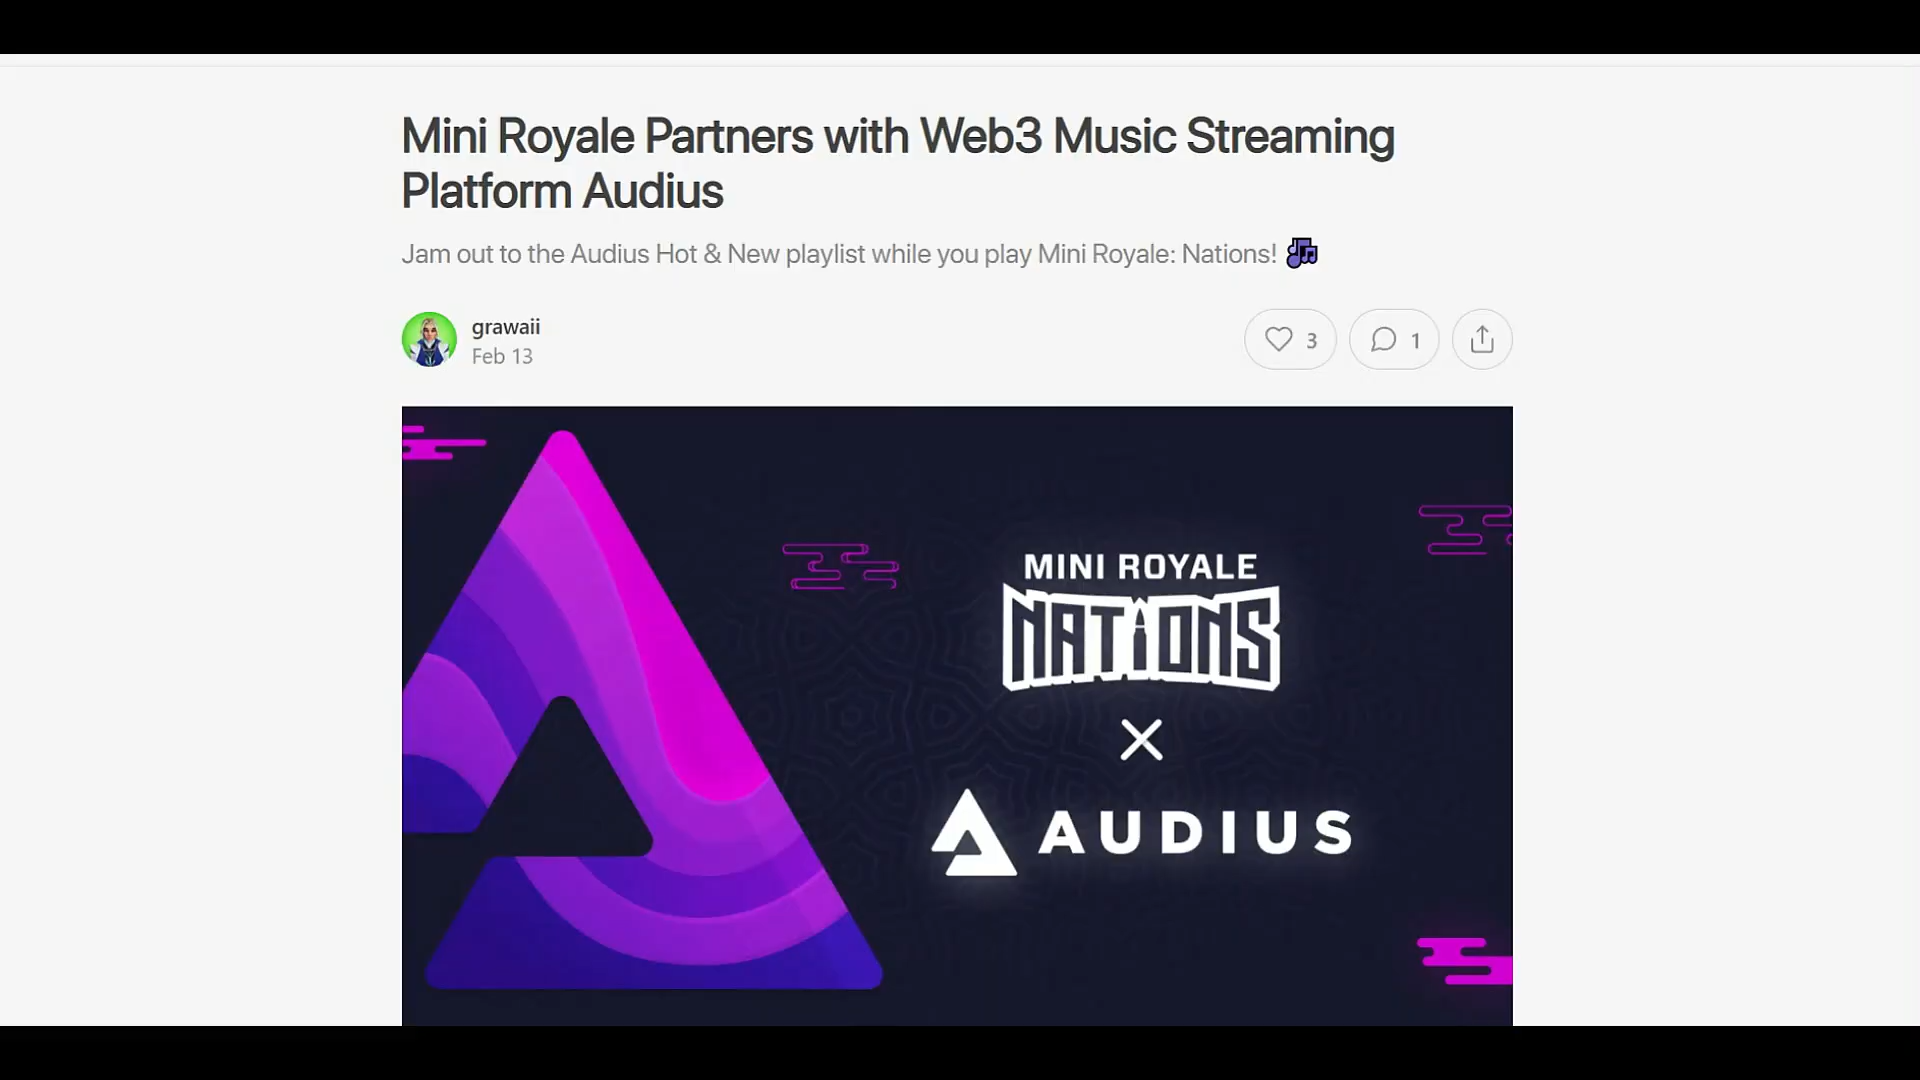 Mini Royale Partners with Web3 Music Streaming
Platform Audius
Jam out to the Audius Hot & New playlist while you play Mini Royale: Nations! 🎶
grawaii
Feb 13
3
1
MINI ROYALE
NATIONS
X
AUDIUS